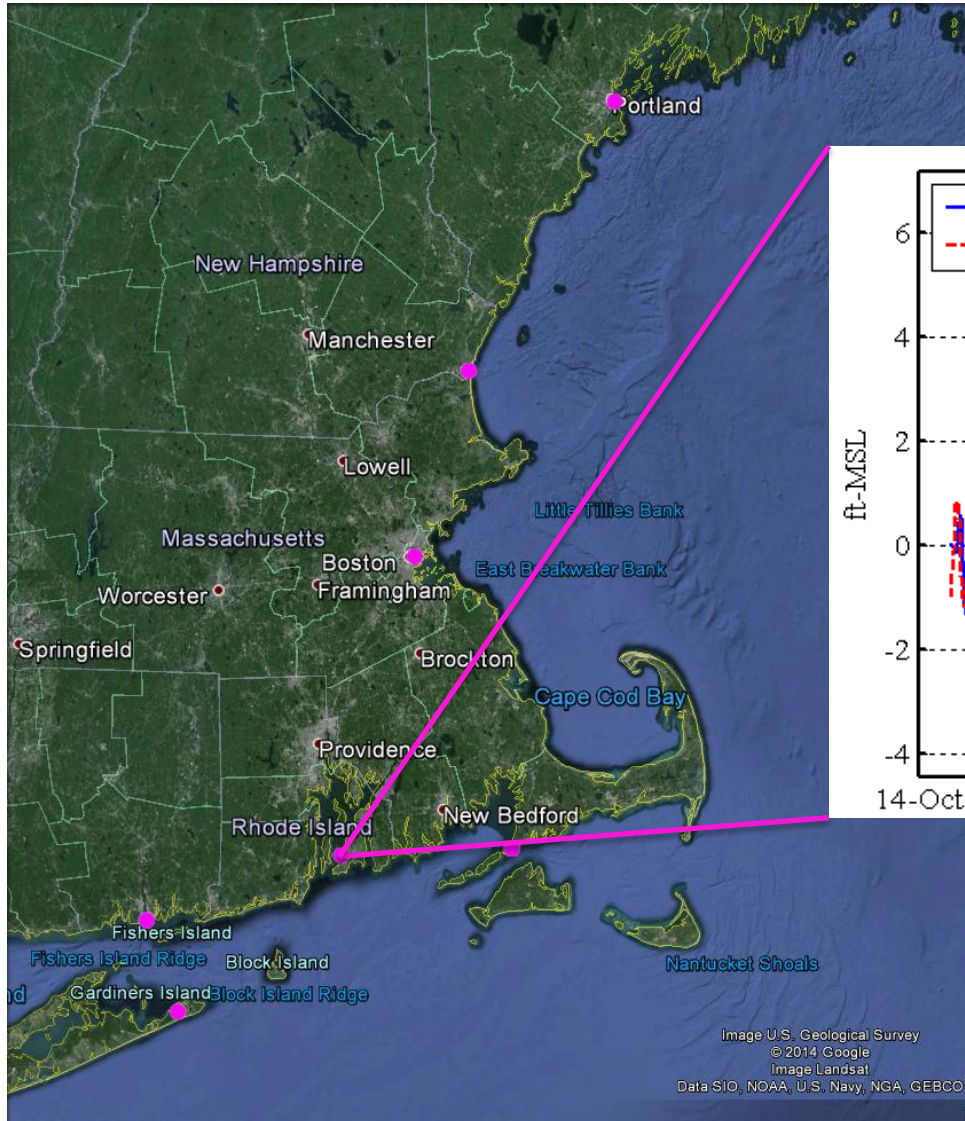 Portland
New Hampshire
Manchester
Lowell
Little Tillies Bank
Massachusetts
Boston
East Breakwater Bank
Framingham
Worcester
Springfield
Brockton
Cape Cod Bay
Providence
New Bedford
Rhode Island
Fishers Island
Fishers Island Ridge
Block Island
Nantucket Shoals
nd
Gardiners Island
Block Island Ridge
Image U.S. Geological Survey
© 2014 Google
Image Landsat
Data SIO, NOAA, U.S. Navy, NGA, GEBCO
6
4
2
0
-2
-4
ft-MSL
14-Oct